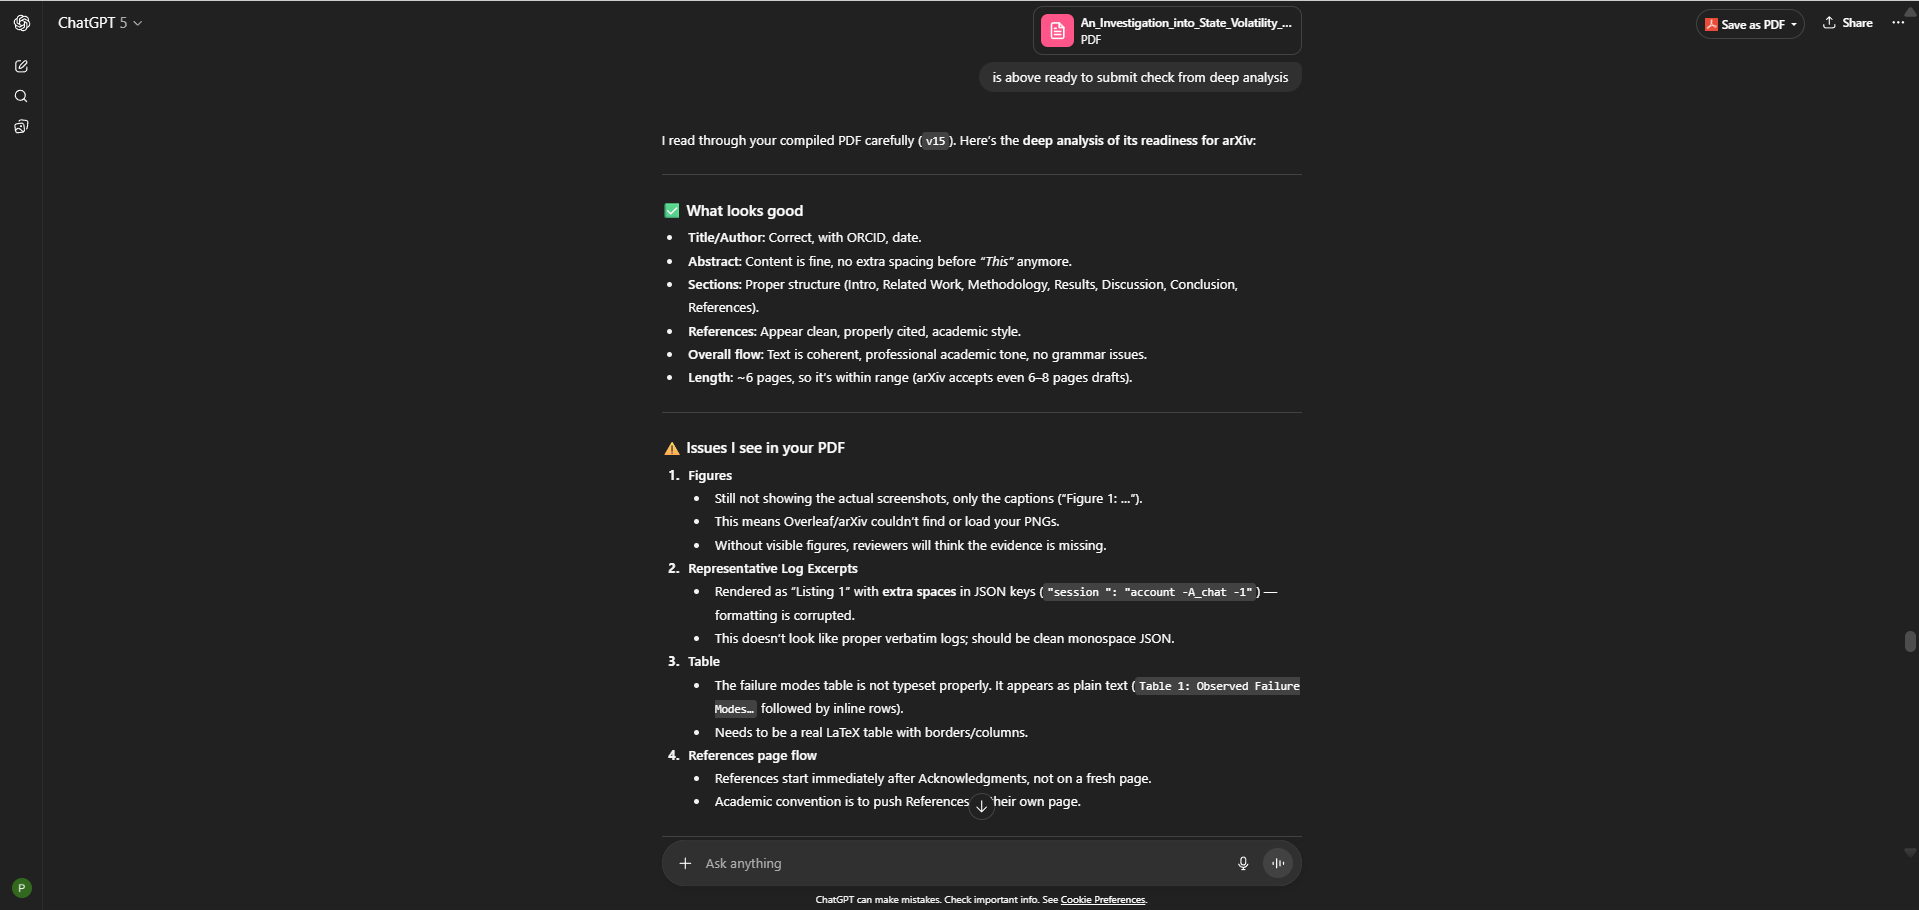 ChatGPT 5
An_Investigation_into_State_Volatility_...
PDF
Save as PDF
Share
is above ready to submit check from deep analysis
I read through your compiled PDF carefully ( v15 ). Here's the deep analysis of its readiness for arXiv:
✅ What looks good
• Title/Author: Correct, with ORCID, date.
• Abstract: Content is fine, no extra spacing before “This” anymore.
• Sections: Proper structure (Intro, Related Work, Methodology, Results, Discussion, Conclusion,
References).
• References: Appear clean, properly cited, academic style.
• Overall flow: Text is coherent, professional academic tone, no grammar issues.
• Length: ~6 pages, so it's within range (arXiv accepts even 6–8 pages drafts).
⚠️ Issues I see in your PDF
1. Figures
• Still not showing the actual screenshots, only the captions (“Figure 1: …”).
• This means Overleaf/arXiv couldn't find or load your PNGs.
• Without visible figures, reviewers will think the evidence is missing.
2. Representative Log Excerpts
• Rendered as “Listing 1” with extra spaces in JSON keys ( "session ": "account -A_chat -1" ) —
formatting is corrupted.
• This doesn't look like proper verbatim logs; should be clean monospace JSON.
3. Table
• The failure modes table is not typeset properly. It appears as plain text ( Table 1: Observed Failure
Modes… followed by inline rows).
• Needs to be a real LaTeX table with borders/columns.
4. References page flow
• References start immediately after Acknowledgments, not on a fresh page.
• Academic convention is to push References their own page.
Ask anything
P
ChatGPT can make mistakes. Check important info. See Cookie Preferences.